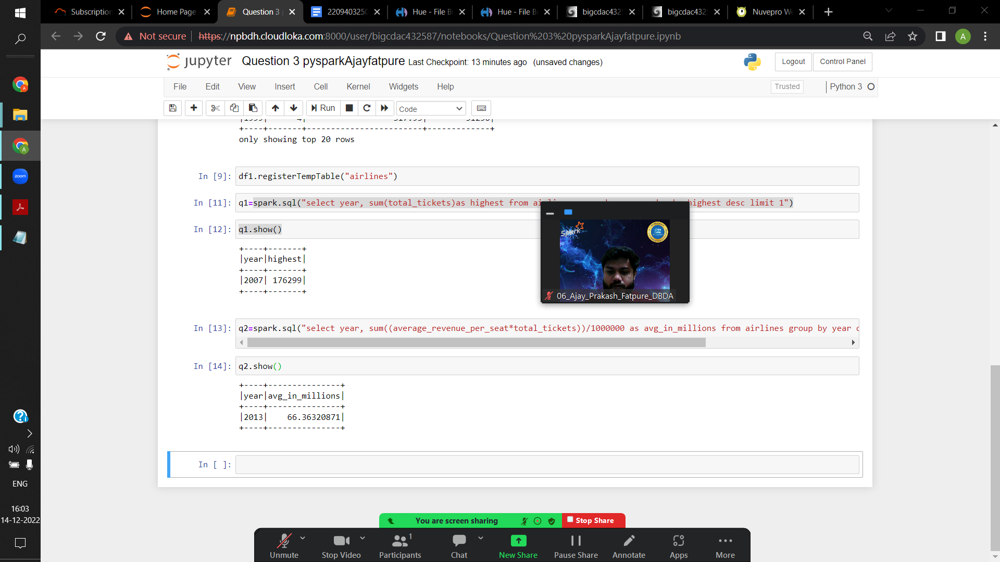 Subscription
Home Page
Question 3
2209403250
Hue - File B
Hue - File B
bigcdac432
bigcdac432
Nuvepro W
Not secure https://npbdh.cloudloka.com:8000/user/bigcdac432587/notebooks/Question%203%20pysparkAjayfatpure.ipynb
A
jupyter Question 3 pysparkAjayfatpure Last Checkpoint: 13 minutes ago (unsaved changes)
Logout Control Panel
File Edit View Insert Cell Kernel Widgets Help
Trusted Python 3
Run Code
+----+-------+------------------------+-------------+
only showing top 20 rows
In [9]: df1.registerTempTable("airlines")
In [11]: q1=spark.sql("select year, sum(total_tickets)as highest from highest desc limit 1")
In [12]: q1.show()
+----+-------+
|year|highest|
+----+-------+
|2007| 176299|
+----+-------+
Spark
06_Ajay_Prakash_Fatpure_DBDA
In [13]: q2=spark.sql("select year, sum((average_revenue_per_seat*total_tickets))/1000000 as avg_in_millions from airlines group by year
In [14]: q2.show()
+----+---------------+
|year|avg_in_millions|
+----+---------------+
|2013|    66.36320871|
+----+---------------+
In [ ]:
zoom
ENG
16:03
14-12-2022
You are screen sharing Stop Share
1
Unmute Stop Video Participants Chat New Share Pause Share Annotate Apps More